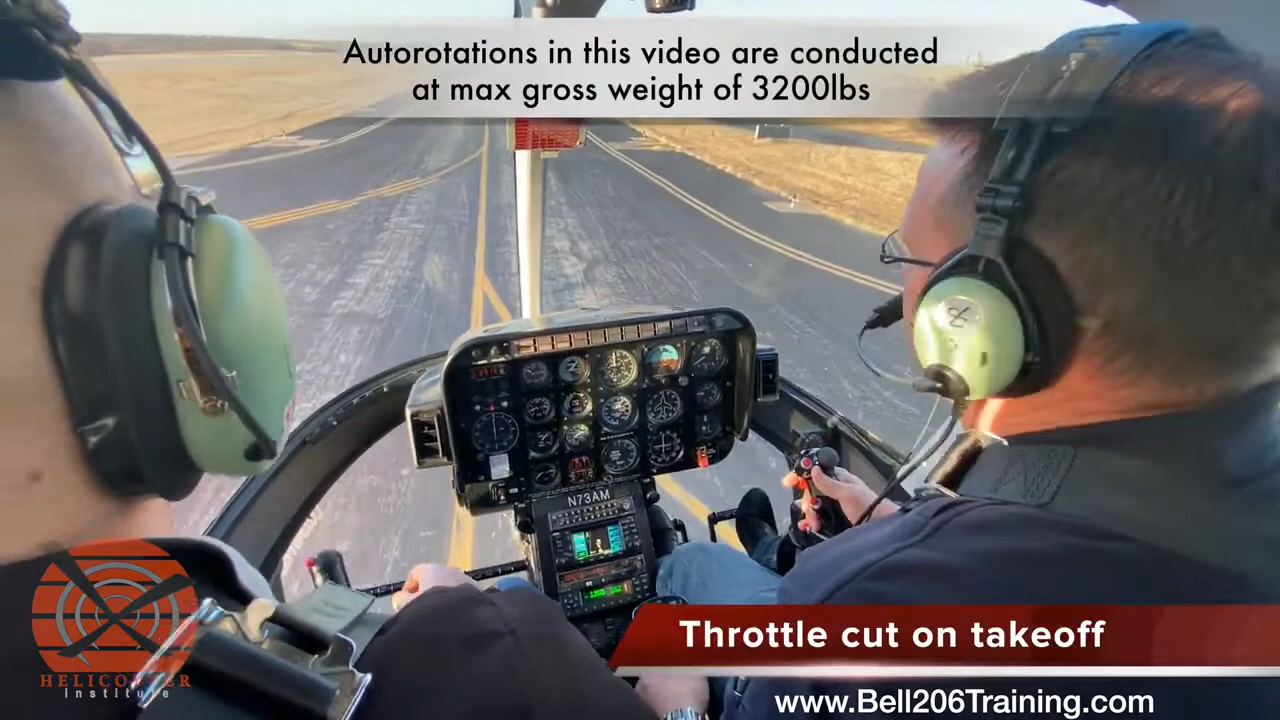 Autorotations in this video are conducted
at max gross weight of 3200lbs
N73AM
Throttle cut on takeoff
HELICOPTER
institute
www.Bell206Training.com